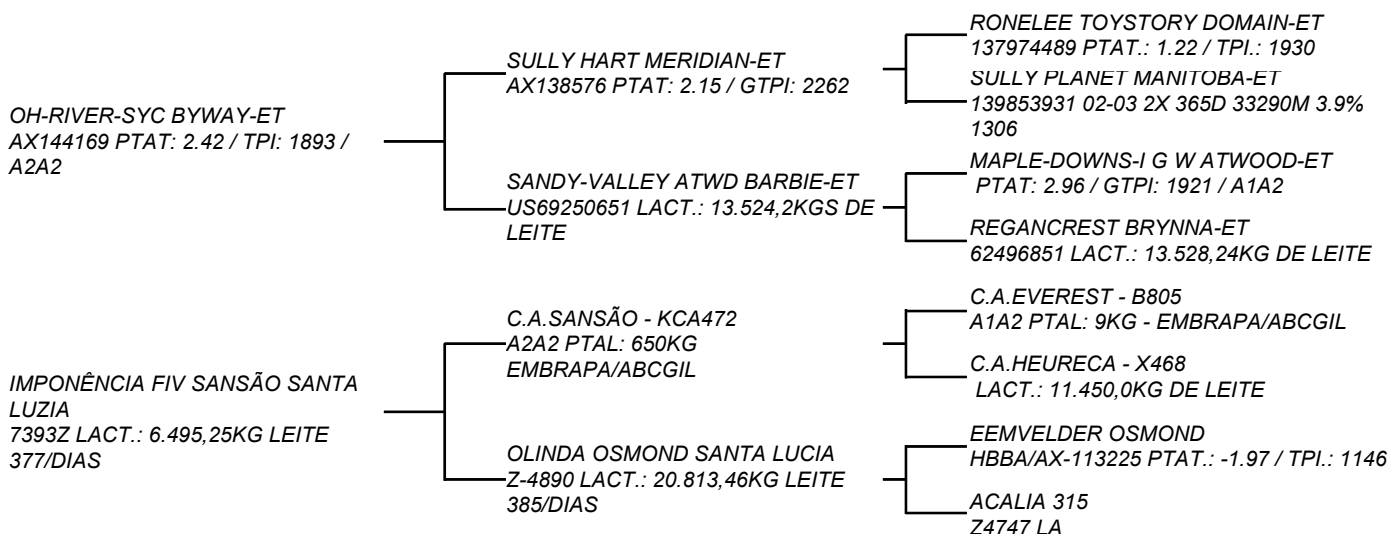 OH-RIVER-SYC BYWAY-ET
AX144169 PTAT: 2.42 / TPI: 1893 /
A2A2
IMPONÊNCIA FIV SANSÃO SANTA
LUZIA
7393Z LACT.: 6.495,25KG LEITE
377/DIAS
SULLY HART MERIDIAN-ET
AX138576 PTAT: 2.15 / GTPI: 2262
SANDY-VALLEY ATWD BARBIE-ET
US69250651 LACT.: 13.524,2KGS DE
LEITE
C.A.SANSÃO - KCA472
A2A2 PTAL: 650KG
EMBRAPA/ABCGIL
OLINDA OSMOND SANTA LUCIA
Z-4890 LACT.: 20.813,46KG LEITE
385/DIAS
RONELEE TOYSTORY DOMAIN-ET
137974489 PTAT.: 1.22 / TPI.: 1930
SULLY PLANET MANITOBA-ET
139853931 02-03 2X 365D 33290M 3.9%
1306
MAPLE-DOWNS-I G W ATWOOD-ET
PTAT: 2.96 / GTPI: 1921 / A1A2
REGANCREST BRYNNA-ET
62496851 LACT.: 13.528,24KG DE LEITE
C.A.EVEREST - B805
A1A2 PTAL: 9KG - EMBRAPA/ABCGIL
C.A.HEURECA - X468
LACT.: 11.450,0KG DE LEITE
EEMVELDER OSMOND
HBBA/AX-113225 PTAT.: -1.97 / TPI.: 1146
ACALIA 315
Z4747 LA